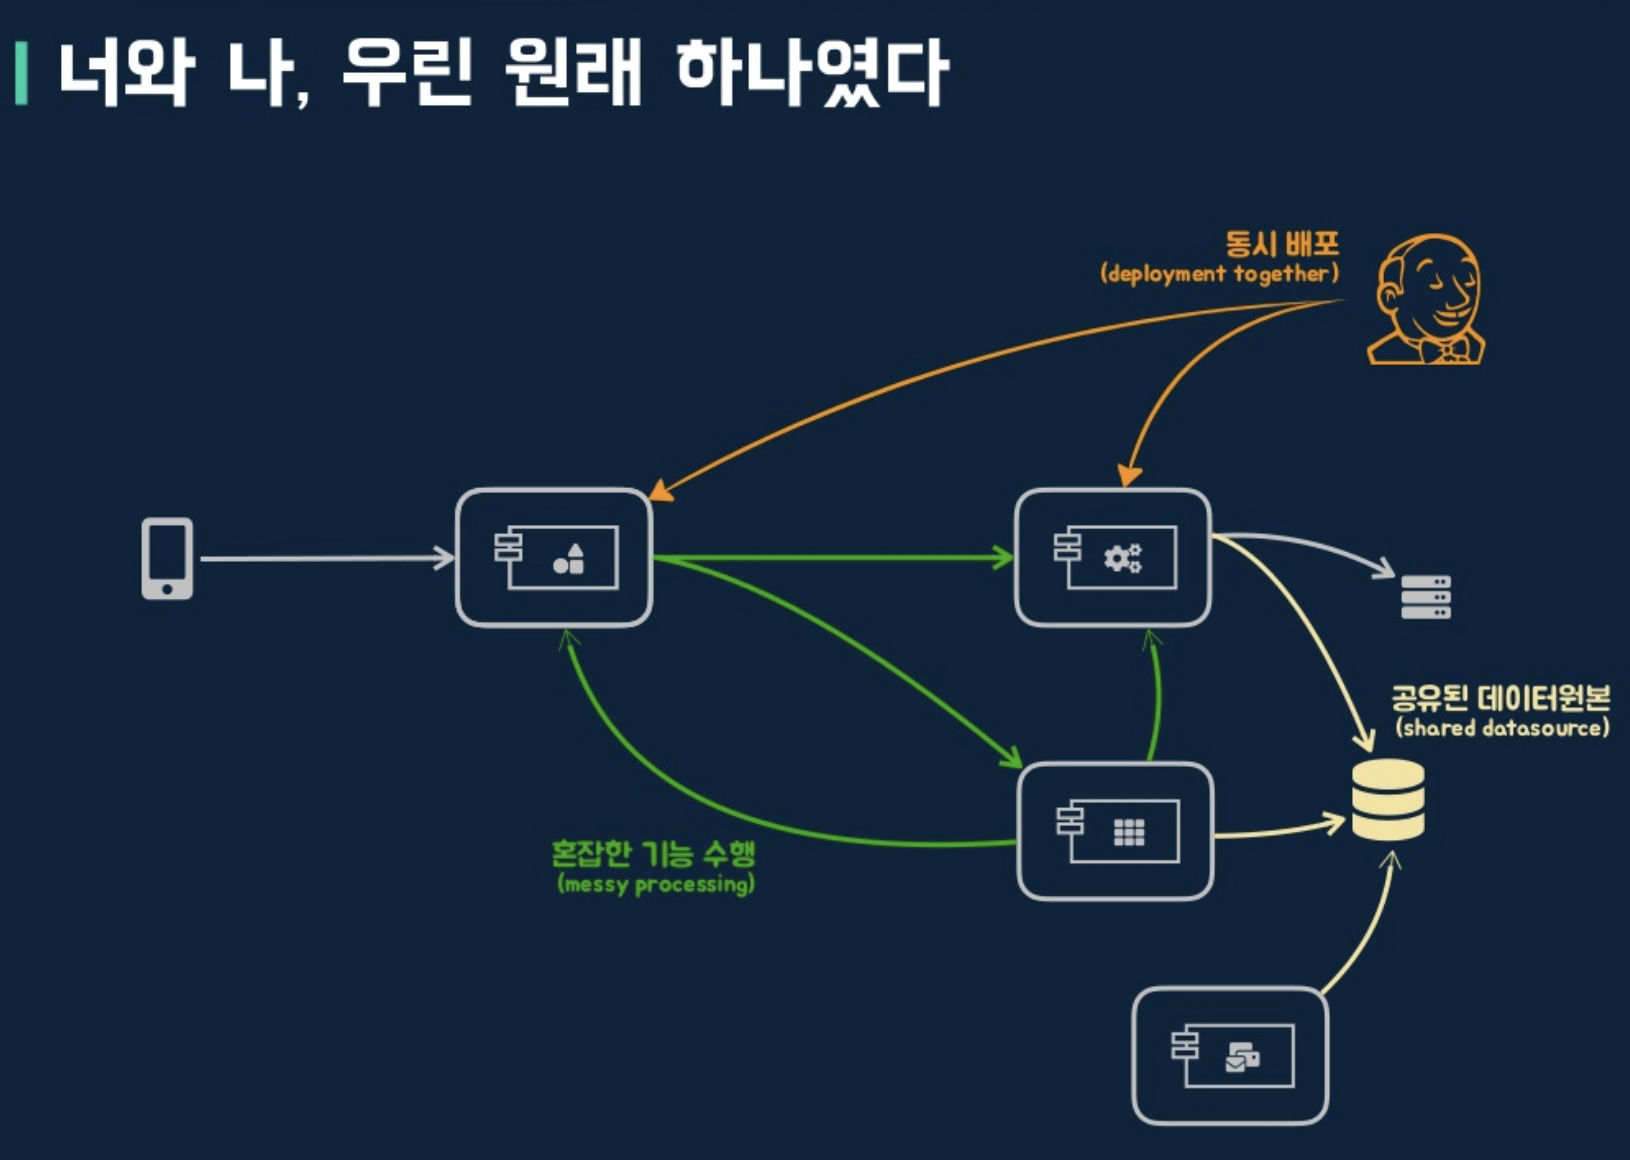 너와 나, 우린 원래 하나였다
동시 배포
(deployment together)
공유된 데이터원본
(shared datasource)
혼잡한 기능 수행
(messy processing)